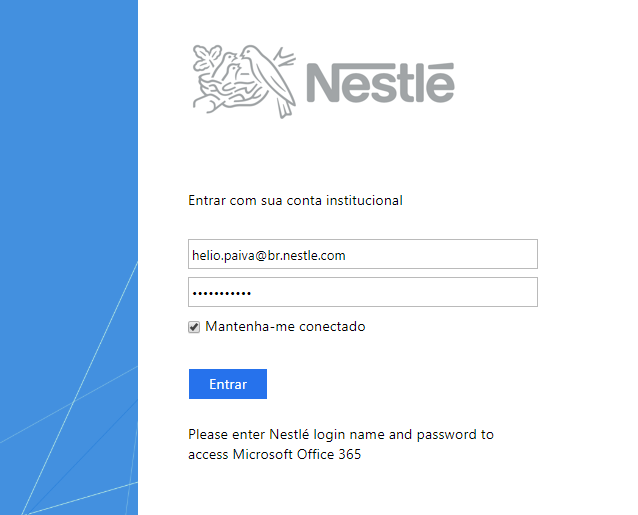 Nestlé
Entrar com sua conta institucional
helio.paiva@br.nestle.com
•••••••••••
Mantenha-me conectado
Entrar
Please enter Nestlé login name and password to
access Microsoft Office 365